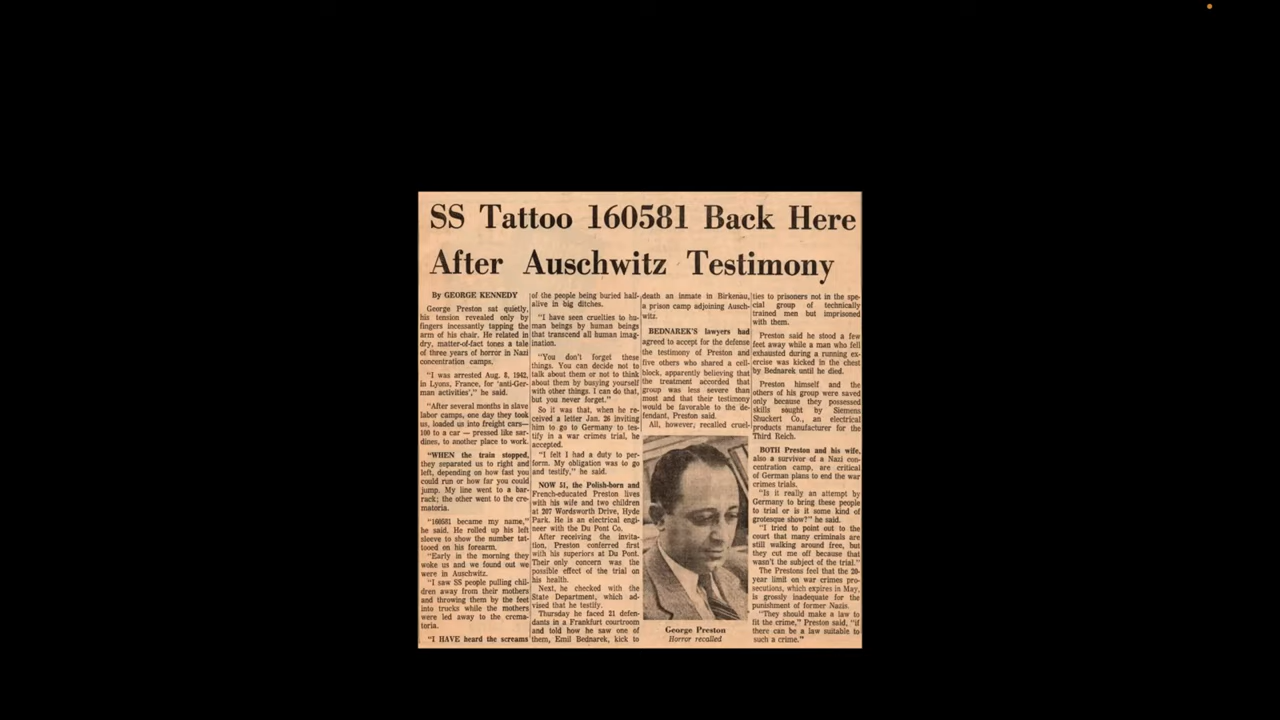 SS Tattoo 160581 Back Here
After Auschwitz Testimony
By GEORGE KENNEDY
George Preston sat quietly,
his tension revealed only by
fingers incessantly tapping the
arm of his chair. He related in
dry, matter-of-fact tones a tale
of three years of horror in Nazi
concentration camps.
"I was arrested Aug. 8, 1942,
in Lyons, France, for 'anti-Ger-
man activities'," he said.
"After several months in slave
labor camps, one day they took
us, loaded us into freight cars—
100 to a car — pressed like sar-
dines, to another place to work.
"WHEN the train stopped,
they separated us to right and
left, depending on how fast you
could run or how far you could
jump. My line went to a bar-
rack; the other went to the cre-
matoria.
"160581 became my name,"
he said. He rolled up his left
sleeve to show the number tat-
tooed on his forearm.
"Early in the morning they
woke us and we found out we
were in Auschwitz.
"I saw SS people pulling chil-
dren away from their mothers
and throwing them by the feet
into trucks while the mothers
were led away to the crema-
toria.
"I HAVE heard the screams
of the people being buried half-
alive in big ditches.
"I have seen cruelties to hu-
man beings by human beings
that transcend all human imag-
ination.
"You don't forget these
things. You can decide not to
talk about them or not to think
about them by busying yourself
with other things. I can do that,
but you never forget."
So it was that, when he re-
ceived a letter Jan. 26 inviting
him to go to Germany to tes-
tify in a war crimes trial, he
accepted.
"I felt I had a duty to per-
form. My obligation was to go
and testify," he said.
NOW 51, the Polish-born and
French-educated Preston lives
with his wife and two children
at 207 Wordsworth Drive, Hyde
Park. He is an electrical engi-
neer with the Du Pont Co.
After receiving the invita-
tion, Preston conferred first
with his superiors at Du Pont.
Their only concern was the
possible effect of the trial on
his health.
Next, he checked with the
State Department, which ad-
vised that he testify.
Thursday he faced 21 defen-
dants in a Frankfurt courtroom
and told how he saw one of
them, Emil Bednarek, kick to
death an inmate in Birkenau,
a prison camp adjoining Ausch-
witz.
BEDNAREK'S lawyers had
agreed to accept for the defense
the testimony of Preston and
five others who shared a cell-
block, apparently believing that
the treatment accorded that
group was less severe than
most and that their testimony
would be favorable to the de-
fendant, Preston said.
All, however, recalled cruel-
George Preston
Horror recalled
ties to prisoners not in the spe-
cial group of technically
trained men but imprisoned
with them.
Preston said he stood a few
feet away while a man who fell
exhausted during a running ex-
ercise was kicked in the chest
by Bednarek until he died.
Preston himself and the
others of his group were saved
only because they possessed
skills sought by Siemens
Shuckert Co., an electrical
products manufacturer for the
Third Reich.
BOTH Preston and his wife,
also a survivor of a Nazi con-
centration camp, are critical
of German plans to end the war
crimes trials.
"Is it really an attempt by
Germany to bring these people
to trial or is it some kind of
grotesque show?" he said.
"I tried to point out to the
court that many criminals are
still walking around free, but
they cut me off because that
wasn't the subject of the trial."
The Prestons feel that the 20-
year limit on war crimes pro-
secutions, which expires in May,
is grossly inadequate for the
punishment of former Nazis.
"They should make a law to
fit the crime," Preston said, "if
there can be a law suitable to
such a crime."